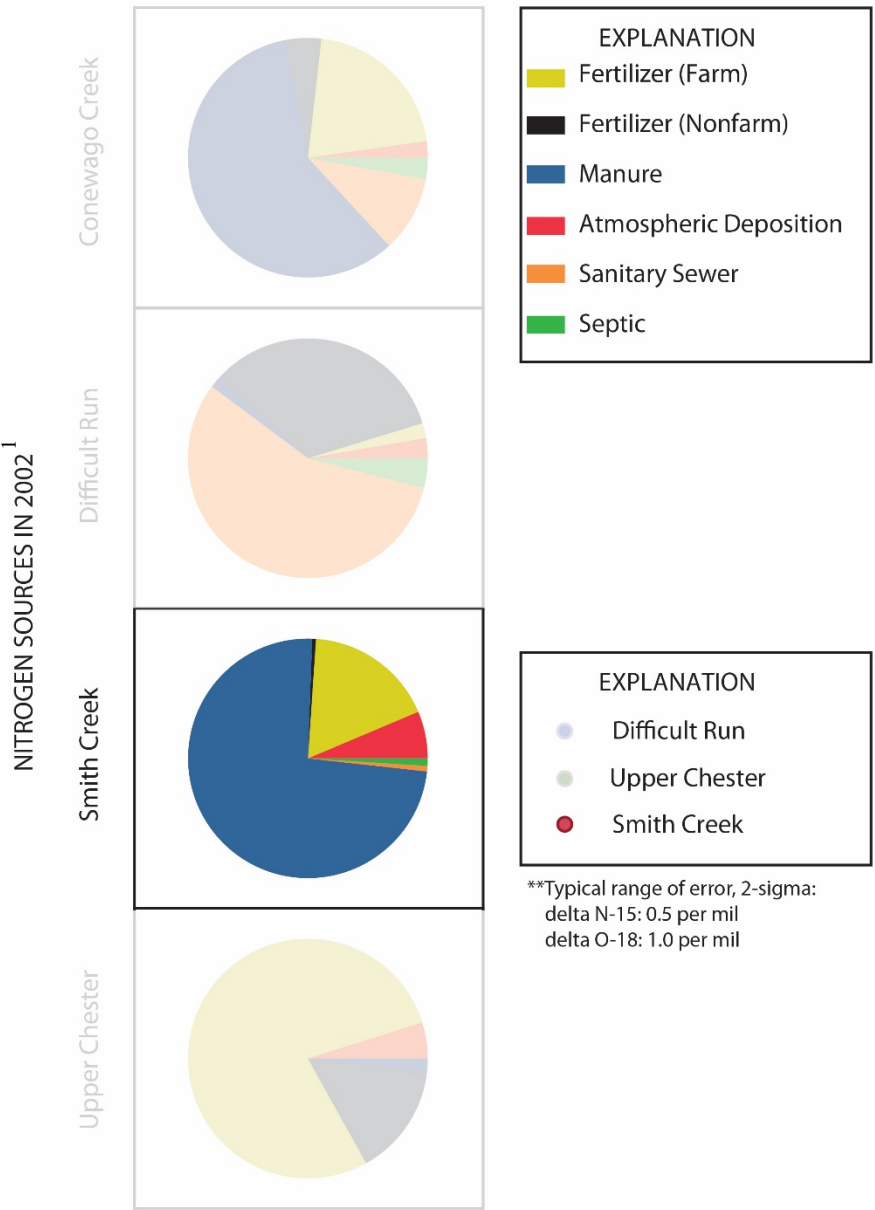 NITROGEN SOURCES IN 2002¹
Conewago Creek
Difficult Run
Smith Creek
Upper Chester
EXPLANATION
Fertilizer (Farm)
Fertilizer (Nonfarm)
Manure
Atmospheric Deposition
Sanitary Sewer
Septic
EXPLANATION
Difficult Run
Upper Chester
Smith Creek
**Typical range of error, 2-sigma:
delta N-15: 0.5 per mil
delta O-18: 1.0 per mil